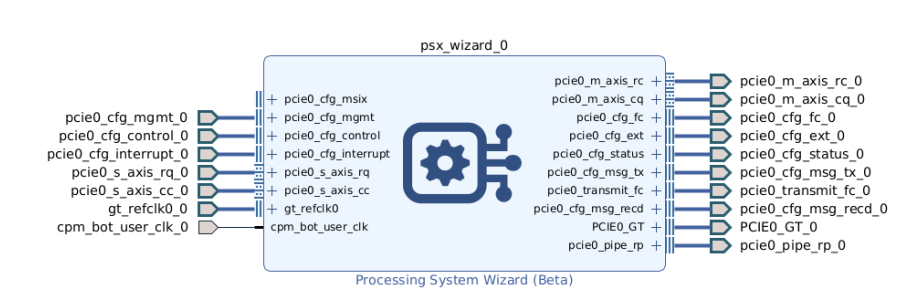 psx_wizard_0
pcie0_cfg_mgmt_0
pcie0_cfg_control_0
pcie0_cfg_interrupt_0
pcie0_s_axis_rq_0
pcie0_s_axis_cc_0
gt_refclk0_0
cpm_bot_user_clk_0
pcie0_cfg_msix
pcie0_cfg_mgmt
pcie0_cfg_control
pcie0_cfg_interrupt
pcie0_s_axis_rq
pcie0_s_axis_cc
gt_refclk0
cpm_bot_user_clk
pcie0_m_axis_rc
pcie0_m_axis_cq
pcie0_cfg_fc
pcie0_cfg_ext
pcie0_cfg_status
pcie0_cfg_msg_tx
pcie0_transmit_fc
pcie0_cfg_msg_recd
PCIE0_GT
pcie0_pipe_rp
pcie0_m_axis_rc_0
pcie0_m_axis_cq_0
pcie0_cfg_fc_0
pcie0_cfg_ext_0
pcie0_cfg_status_0
pcie0_cfg_msg_tx_0
pcie0_transmit_fc_0
pcie0_cfg_msg_recd_0
PCIE0_GT_0
pcie0_pipe_rp_0
Processing System Wizard (Beta)